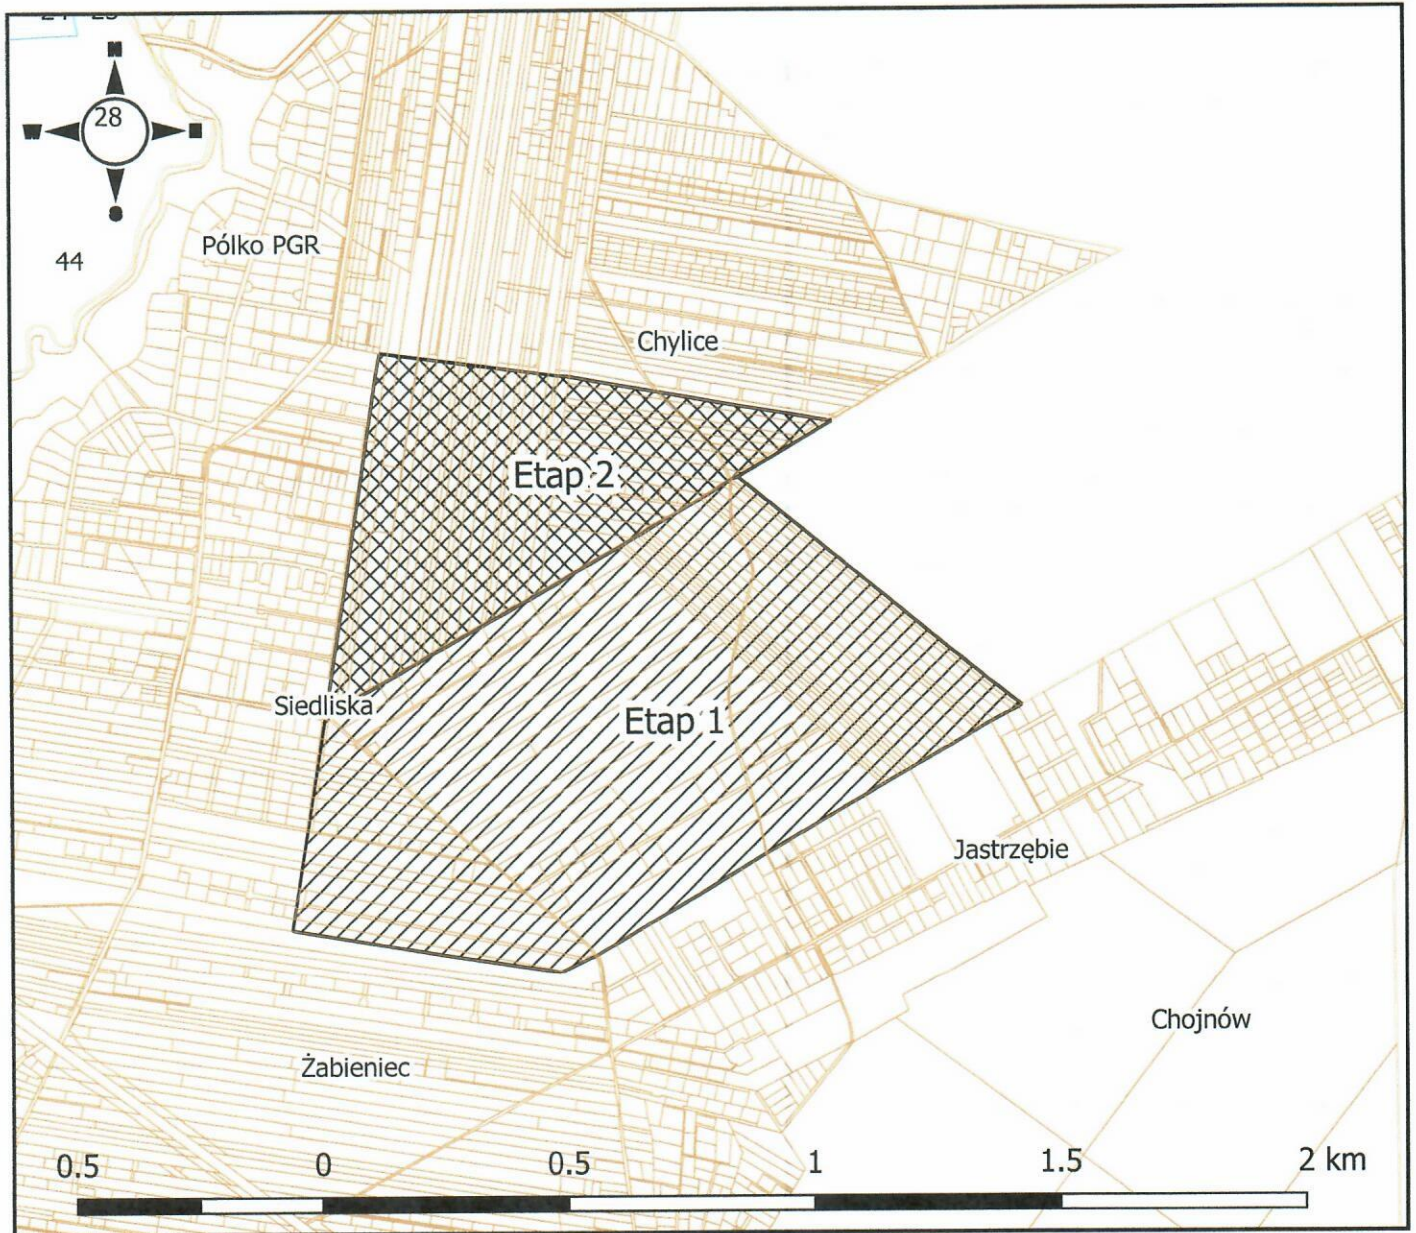 N
28
W
S
Pólko PGR
44
Chylice
Etap 2
Siedliska
Etap 1
Jastrzębie
Chojnów
Żabieniec
0.5 0 0.5 1 1.5 2 km